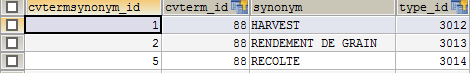 cvtermsynonym_id cvterm_id synonym type_id
1 88 HARVEST 3012
2 88 RENDEMENT DE GRAIN 3013
5 88 RECOLTE 3014